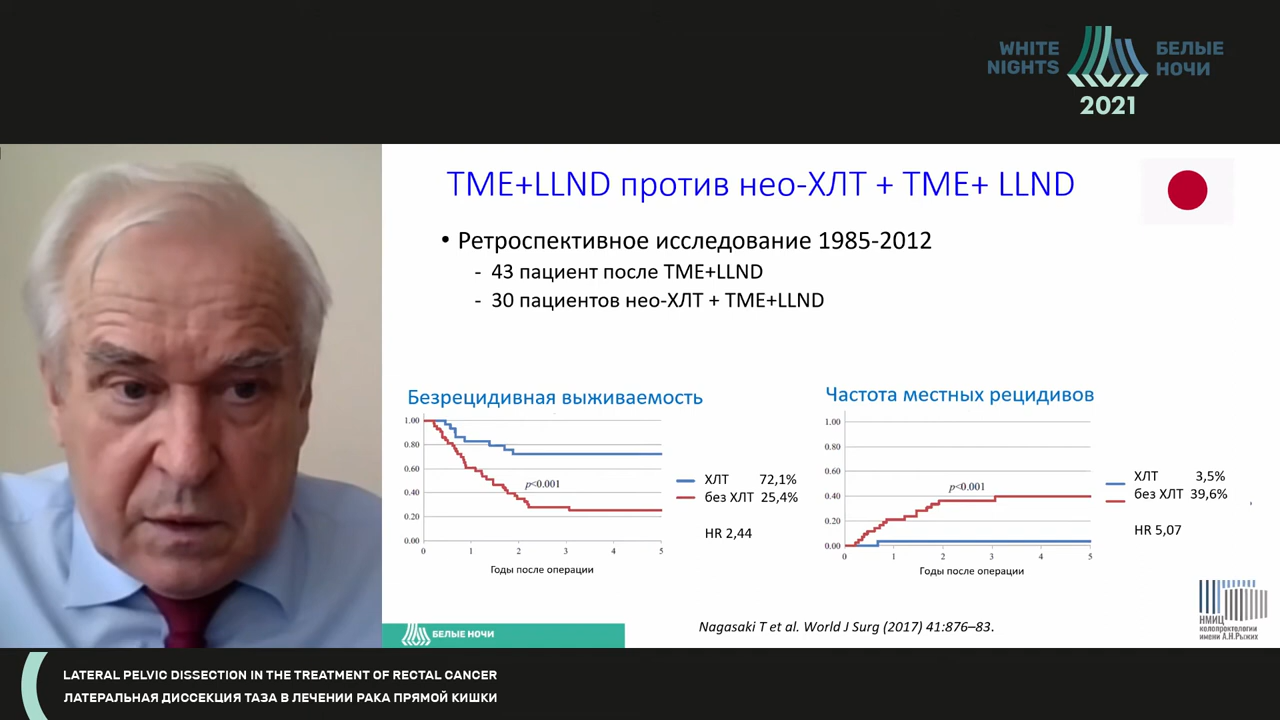 WHITE NIGHTS
БЕЛЫЕ НОЧИ
2021
TME+LLND против нео-ХЛТ + TME+ LLND
• Ретроспективное исследование 1985-2012
- 43 пациент после TME+LLND
- 30 пациентов нео-ХЛТ + TME+LLND
Безрецидивная выживаемость
1.00
0.80
0.60
0.40
0.20
0.00
p<0.001
0 1 2 3 4 5
Годы после операции
ХЛТ 72,1%
без ХЛТ 25,4%
HR 2,44
Частота местных рецидивов
1.00
0.80
0.60
0.40
0.20
0.00
p<0.001
0 1 2 3 4 5
Годы после операции
ХЛТ 3,5%
без ХЛТ 39,6%
HR 5,07
Nagasaki T et al. World J Surg (2017) 41:876–83.
БЕЛЫЕ НОЧИ
НМИЦ
колопроктологии
имени А.Н.Рыжих
LATERAL PELVIC DISSECTION IN THE TREATMENT OF RECTAL CANCER
ЛАТЕРАЛЬНАЯ ДИССЕКЦИЯ ТАЗА В ЛЕЧЕНИИ РАКА ПРЯМОЙ КИШКИ